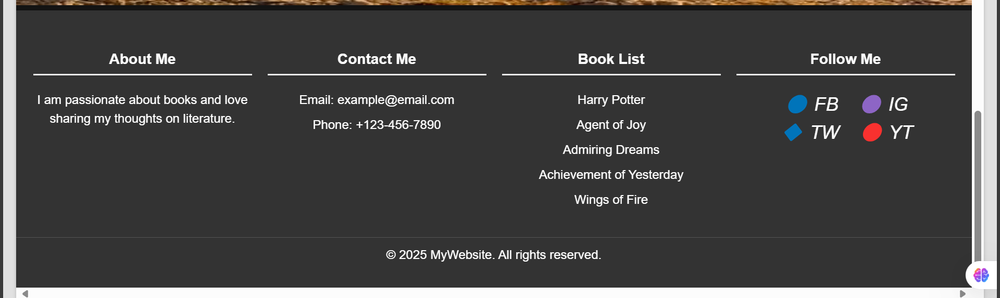 About Me
I am passionate about books and love
sharing my thoughts on literature.
Contact Me
Email: example@email.com
Phone: +123-456-7890
Book List
Harry Potter
Agent of Joy
Admiring Dreams
Achievement of Yesterday
Wings of Fire
Follow Me
FB IG
TW YT
© 2025 MyWebsite. All rights reserved.